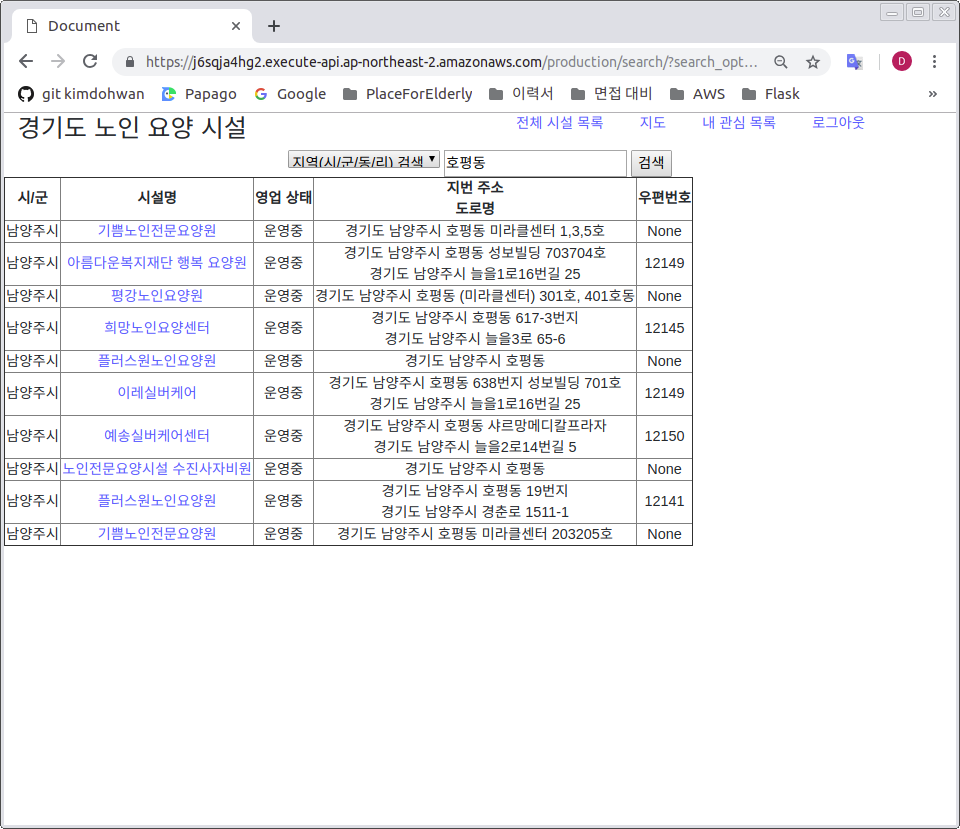 Document
https://j6sqja4hg2.execute-api.ap-northeast-2.amazonaws.com/production/search/?search_opt...
D
git kimdohwan Papago Google PlaceForElderly 이력서 면접 대비 AWS Flask »
경기도 노인 요양 시설 전체 시설 목록 지도 내 관심 목록 로그아웃
지역(시/군/동/리) 검색 호평동 검색
시/군 시설명 영업 상태 지번 주소 우편번호
도로명
남양주시 기쁨노인전문요양원 운영중 경기도 남양주시 호평동 미라클센터 1,3,5호 None
남양주시 아름다운복지재단 행복 요양원 운영중 경기도 남양주시 호평동 성보빌딩 703704호 12149
경기도 남양주시 늘을1로16번길 25
남양주시 평강노인요양원 운영중 경기도 남양주시 호평동 (미라클센터) 301호, 401호동 None
남양주시 희망노인요양센터 운영중 경기도 남양주시 호평동 617-3번지 12145
경기도 남양주시 늘을3로 65-6
남양주시 플러스원노인요양원 운영중 경기도 남양주시 호평동 None
남양주시 이레실버케어 운영중 경기도 남양주시 호평동 638번지 성보빌딩 701호 12149
경기도 남양주시 늘을1로16번길 25
남양주시 예송실버케어센터 운영중 경기도 남양주시 호평동 샤르망메디칼프라자 12150
경기도 남양주시 늘을2로14번길 5
남양주시 노인전문요양시설 수진사자비원 운영중 경기도 남양주시 호평동 None
남양주시 플러스원노인요양원 운영중 경기도 남양주시 호평동 19번지 12141
경기도 남양주시 경춘로 1511-1
남양주시 기쁨노인전문요양원 운영중 경기도 남양주시 호평동 미라클센터 203205호 None